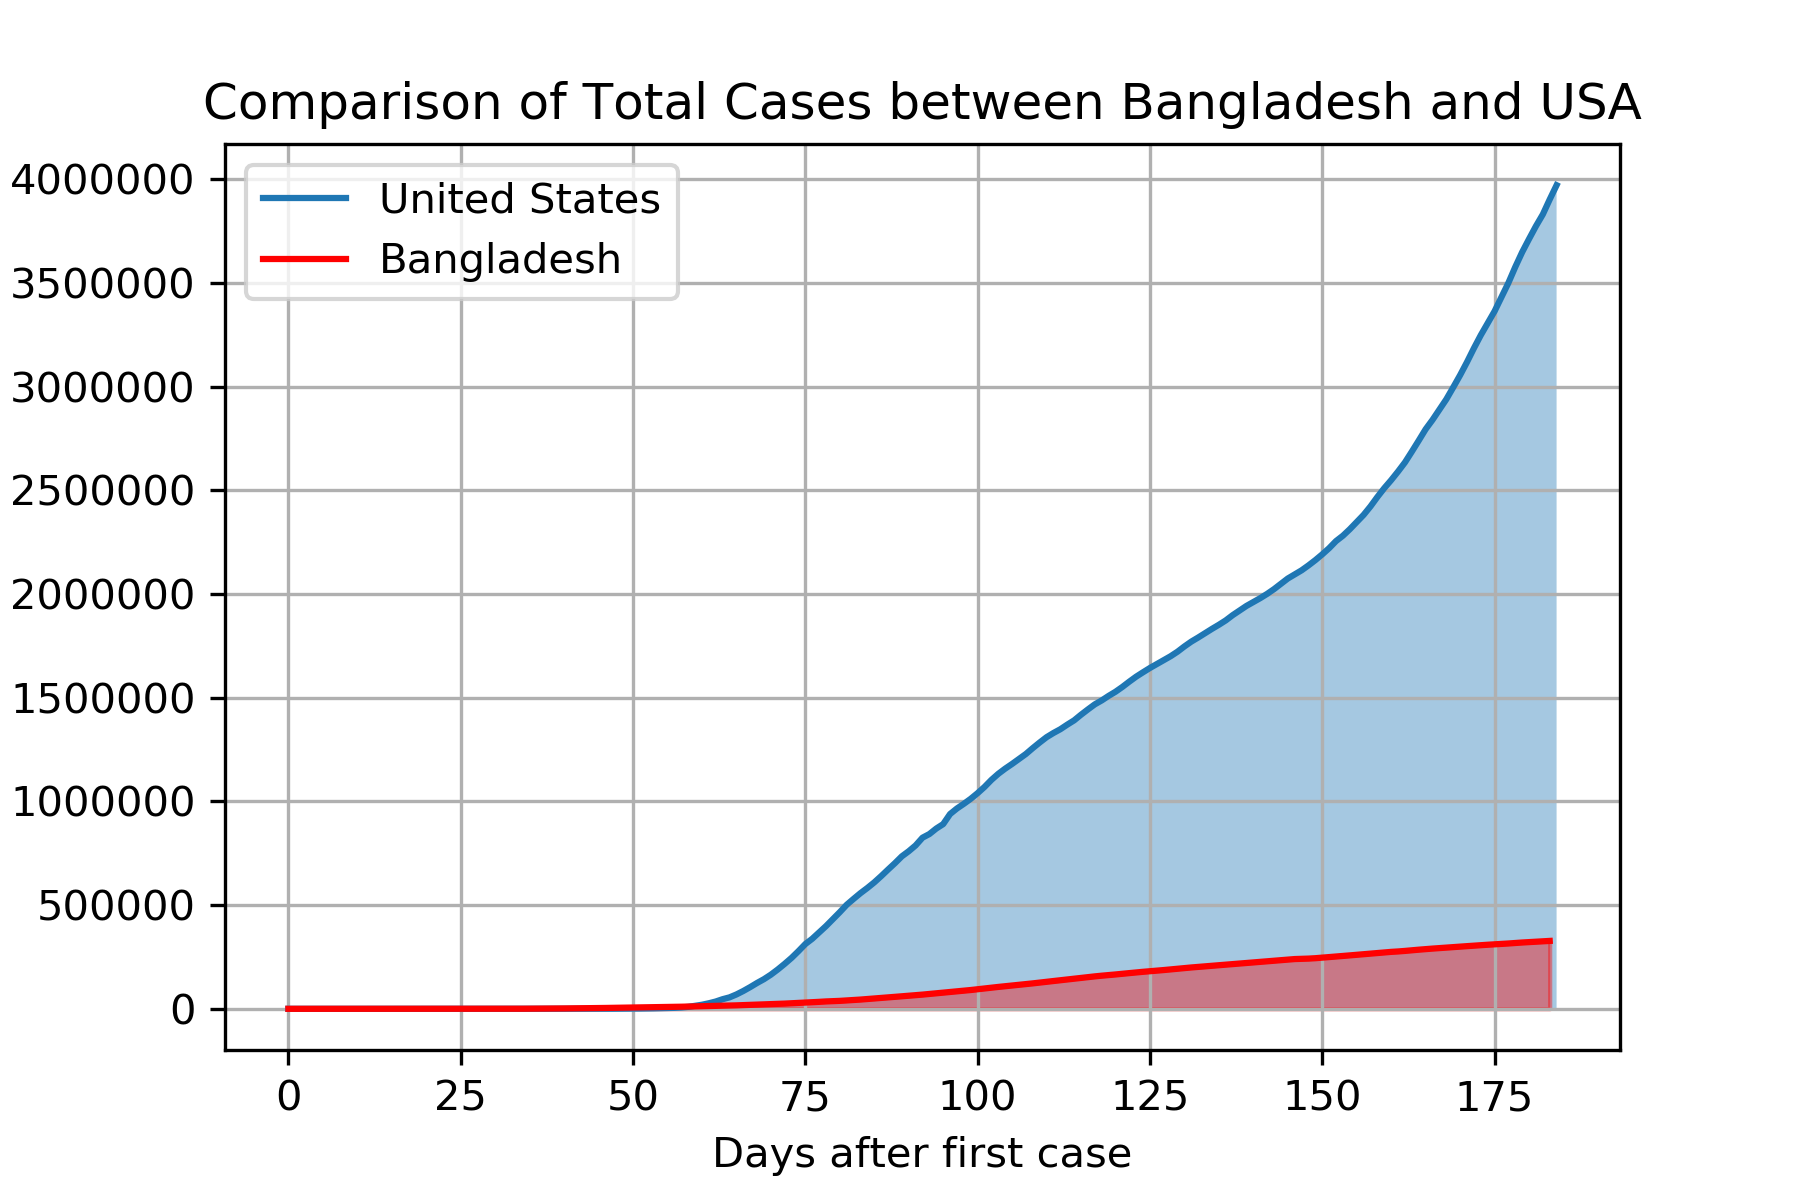 Comparison of Total Cases between Bangladesh and USA
United States
Bangladesh
4000000
3500000
3000000
2500000
2000000
1500000
1000000
500000
0
0 25 50 75 100 125 150 175
Days after first case